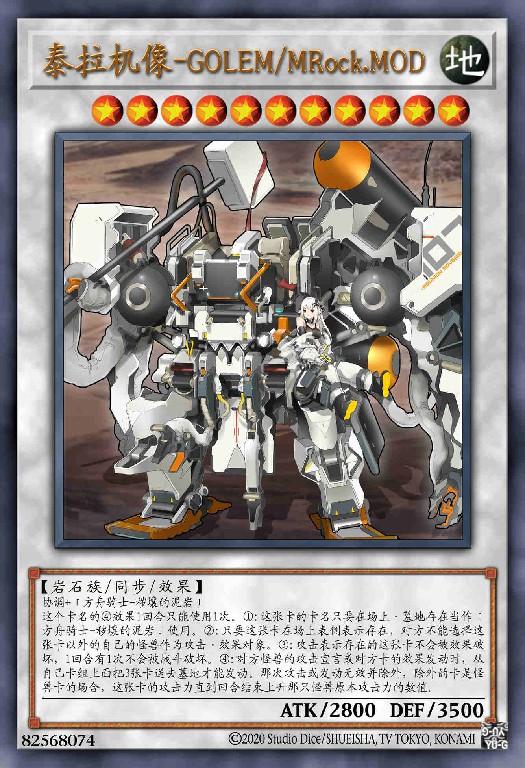 泰拉机像-GOLEM/MRock.MOD
地
107
【岩石族/同步/效果】
协调+「方舟骑士-秽壤的泥岩」
这个卡名的④效果1回合只能使用1次。①:这张卡的卡名只要在场上·墓地存在当作「
方舟骑士-秽壤的泥岩」使用。②:只要这张卡在场上表侧表示存在,对方不能选择这
张卡以外的自己的怪兽作为攻击·效果对象。③:攻击表示存在的这张卡不会被效果破
坏,1回合有1次不会被战斗破坏。④:对方怪兽的攻击宣言或对方卡的效果发动时,从
自己卡组上面把3张卡送去墓地才能发动。那次攻击或发动无效并除外,除外的卡是怪
兽卡的场合,这张卡的攻击力直到回合结束上升那只怪兽原本攻击力的数值。
ATK/2800 DEF/3500
82568074
©2020 Studio Dice/SHUEISHA, TV TOKYO, KONAMI